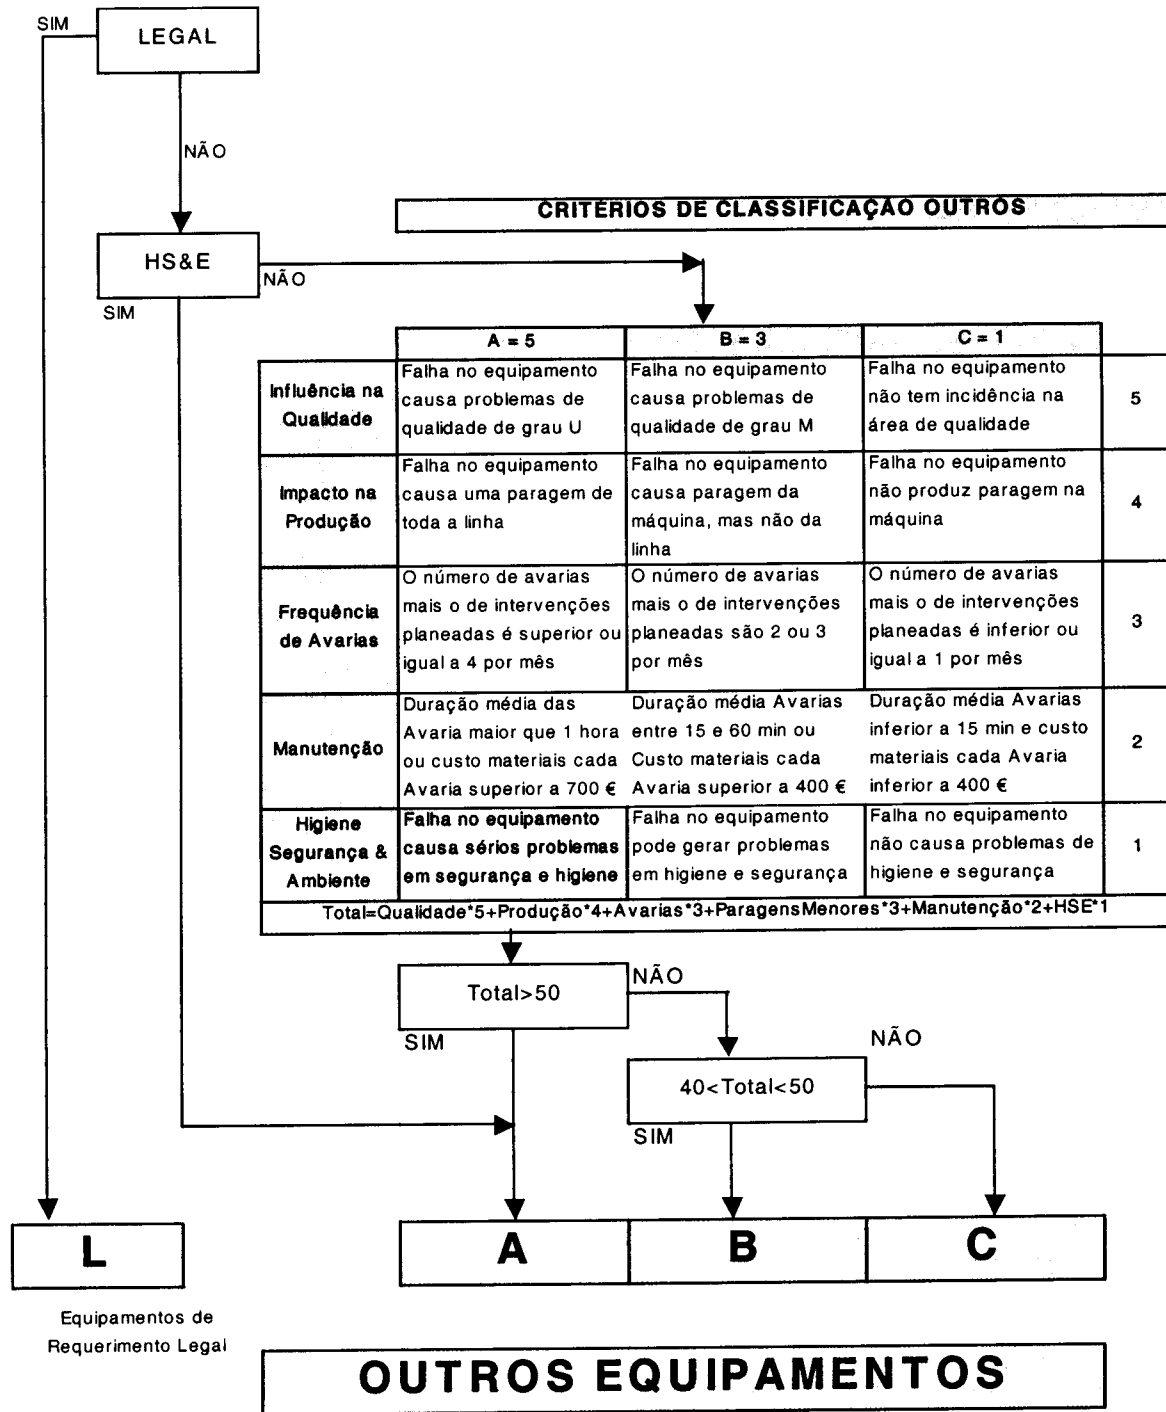 SIM
LEGAL
NÃO
CRITÉRIOS DE CLASSIFICAÇÃO OUTROS
HS&E
NÃO
SIM
A = 5
B = 3
C = 1
Influência na
Qualidade
Falha no equipamento
causa problemas de
qualidade de grau U
Falha no equipamento
causa problemas de
qualidade de grau M
Falha no equipamento
não tem incidência na
área de qualidade
5
Impacto na
Produção
Falha no equipamento
causa uma paragem de
toda a linha
Falha no equipamento
causa paragem da
máquina, mas não da
linha
Falha no equipamento
não produz paragem na
máquina
4
Frequência
de Avarias
O número de avarias
mais o de intervenções
planeadas é superior ou
igual a 4 por mês
O número de avarias
mais o de intervenções
planeadas são 2 ou 3
por mês
O número de avarias
mais o de intervenções
planeadas é inferior ou
igual a 1 por mês
3
Manutenção
Duração média das
Avaria maior que 1 hora
ou custo materiais cada
Avaria superior a 700 €
Duração média Avarias
entre 15 e 60 min ou
Custo materiais cada
Avaria superior a 400 €
Duração média Avarias
inferior a 15 min e custo
materiais cada Avaria
inferior a 400 €
2
Higiene
Segurança &
Ambiente
Falha no equipamento
causa sérios problemas
em segurança e higiene
Falha no equipamento
pode gerar problemas
em higiene e segurança
Falha no equipamento
não causa problemas de
higiene e segurança
1
Total=Qualidade*5+Produção*4+Avarias*3+ParagensMenores*3+Manutenção*2+HSE*1
Total>50
NÃO
SIM
NÃO
40<Total<50
SIM
L
A
B
C
Equipamentos de
Requerimento Legal
OUTROS EQUIPAMENTOS